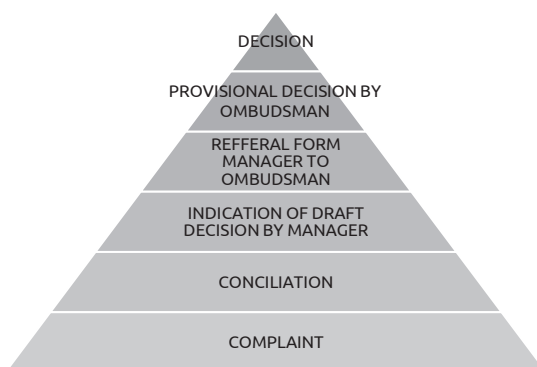 DECISION
PROVISIONAL DECISION BY
OMBUDSMAN
REFFERAL FORM
MANAGER TO
OMBUDSMAN
INDICATION OF DRAFT
DECISION BY MANAGER
CONCILIATION
COMPLAINT